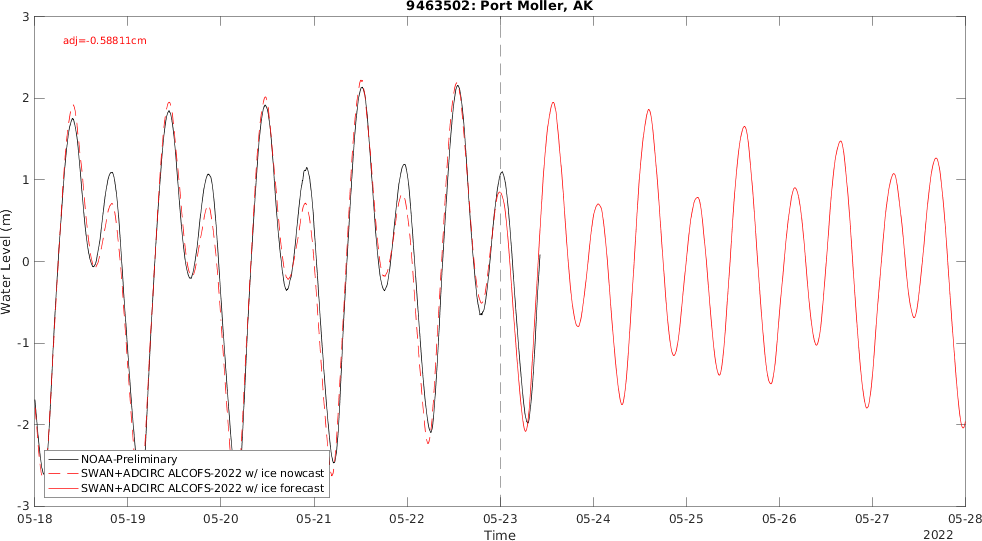 9463502: Port Moller, AK
adj=-0.58811cm
3
2
1
0
-1
-2
-3
Water Level (m)
NOAA-Preliminary
SWAN+ADCIRC ALCOFS-2022 w/ ice nowcast
SWAN+ADCIRC ALCOFS-2022 w/ ice forecast
05-18 05-19 05-20 05-21 05-22 05-23 05-24 05-25 05-26 05-27 05-28
Time
2022